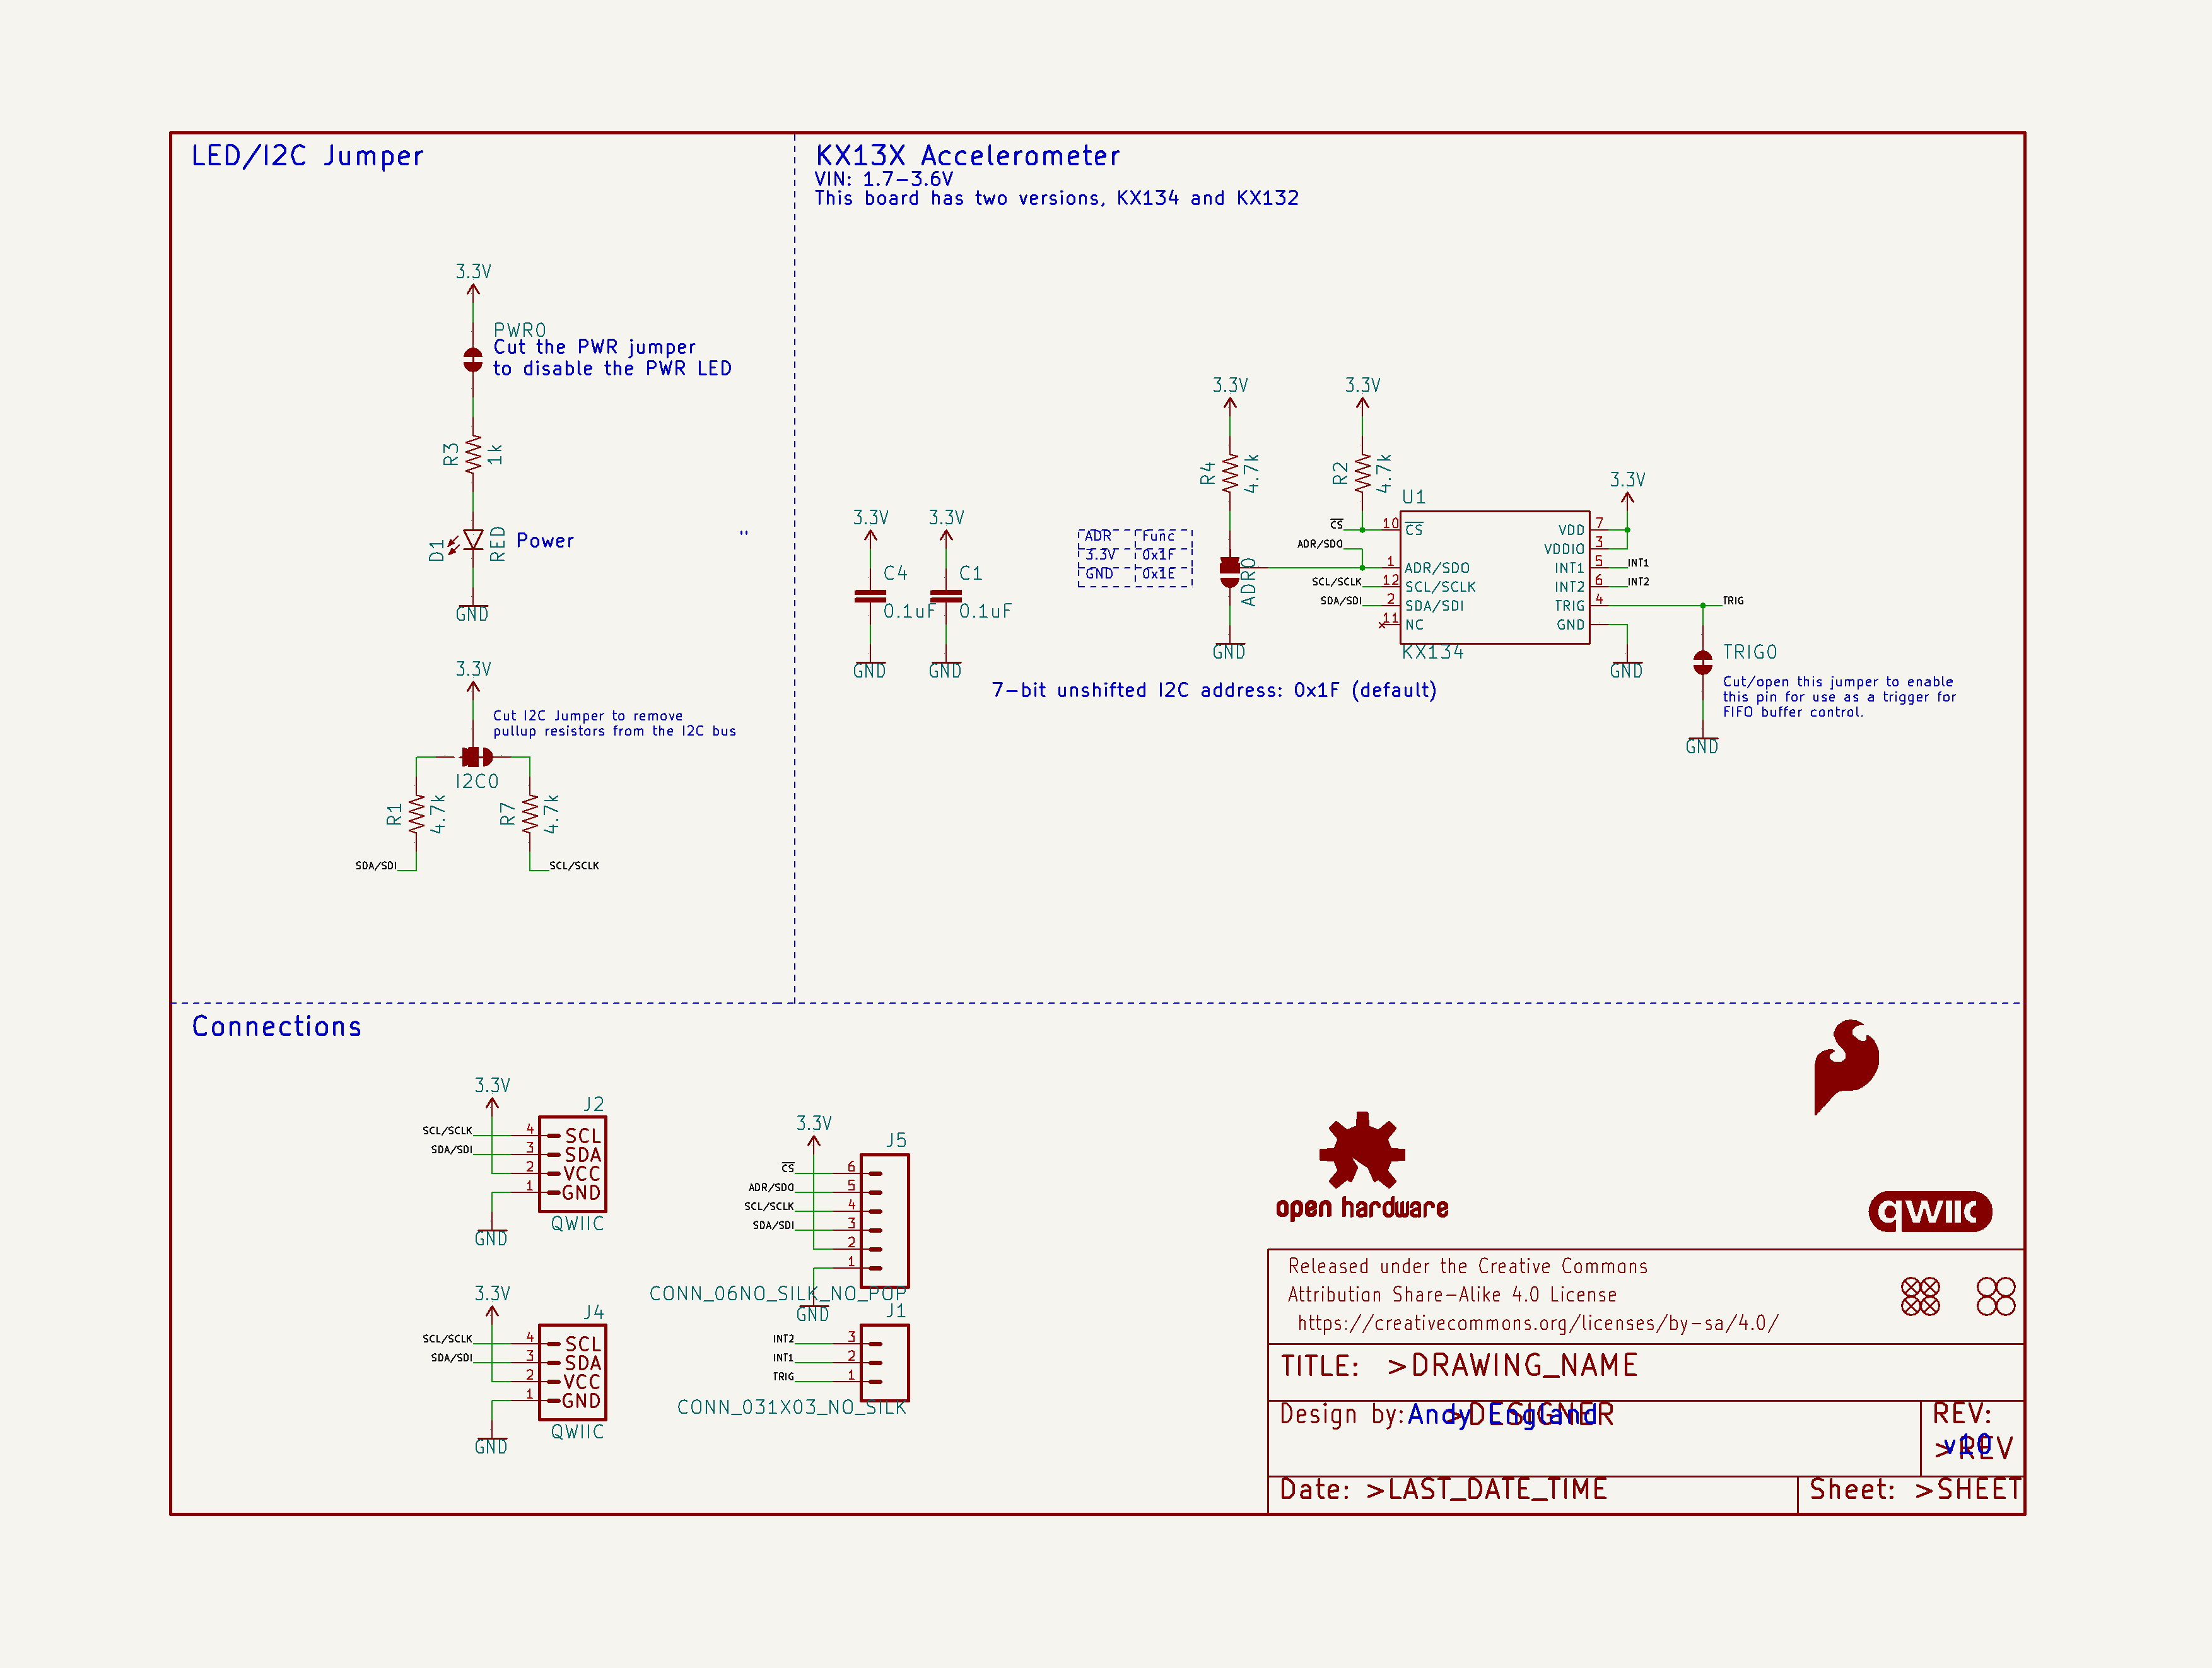 LED/I2C Jumper
3.3V
PWR0
Cut the PWR jumper
to disable the PWR LED
R3
1k
D1
RED
Power
"
GND
3.3V
Cut I2C Jumper to remove
pullup resistors from the I2C bus
I2C0
R1
4.7k
R7
4.7k
SDA/SDI
SCL/SCLK
KX13X Accelerometer
VIN: 1.7-3.6V
This board has two versions, KX134 and KX132
3.3V
C4
0.1uF
GND
3.3V
C1
0.1uF
GND
ADR Func
3.3V 0x1F
GND 0x1E
3.3V
R4
4.7k
ADR0
GND
3.3V
R2
4.7k
CS
ADR/SDO
SCL/SCLK
SDA/SDI
U1
10 CS
1 ADR/SDO
12 SCL/SCLK
2 SDA/SDI
11 NC
VDD 7
VDDIO 3
INT1 5
INT2 6
TRIG 4
GND
KX134
3.3V
INT1
INT2
TRIG
GND
TRIG0
Cut/open this jumper to enable
this pin for use as a trigger for
FIFO buffer control.
GND
7-bit unshifted I2C address: 0x1F (default)
Connections
3.3V
J2
SCL/SCLK 4 SCL
SDA/SDI 3 SDA
2 VCC
1 GND
QWIIC
GND
3.3V
J4
SCL/SCLK 4 SCL
SDA/SDI 3 SDA
2 VCC
1 GND
QWIIC
GND
3.3V
J5
CS 6
ADR/SDO 5
SCL/SCLK 4
SDA/SDI 3
2
1
CONN_06NO_SILK_NO_POP
GND
J1
INT2 3
INT1 2
TRIG 1
CONN_031X03_NO_SILK
open hardware
qwiic
Released under the Creative Commons
Attribution Share-Alike 4.0 License
https://creativecommons.org/licenses/by-sa/4.0/
TITLE: >DRAWING_NAME
Design by: Andy England
>DESIGNER
REV:
v10
>REV
Date: >LAST_DATE_TIME
Sheet: >SHEET